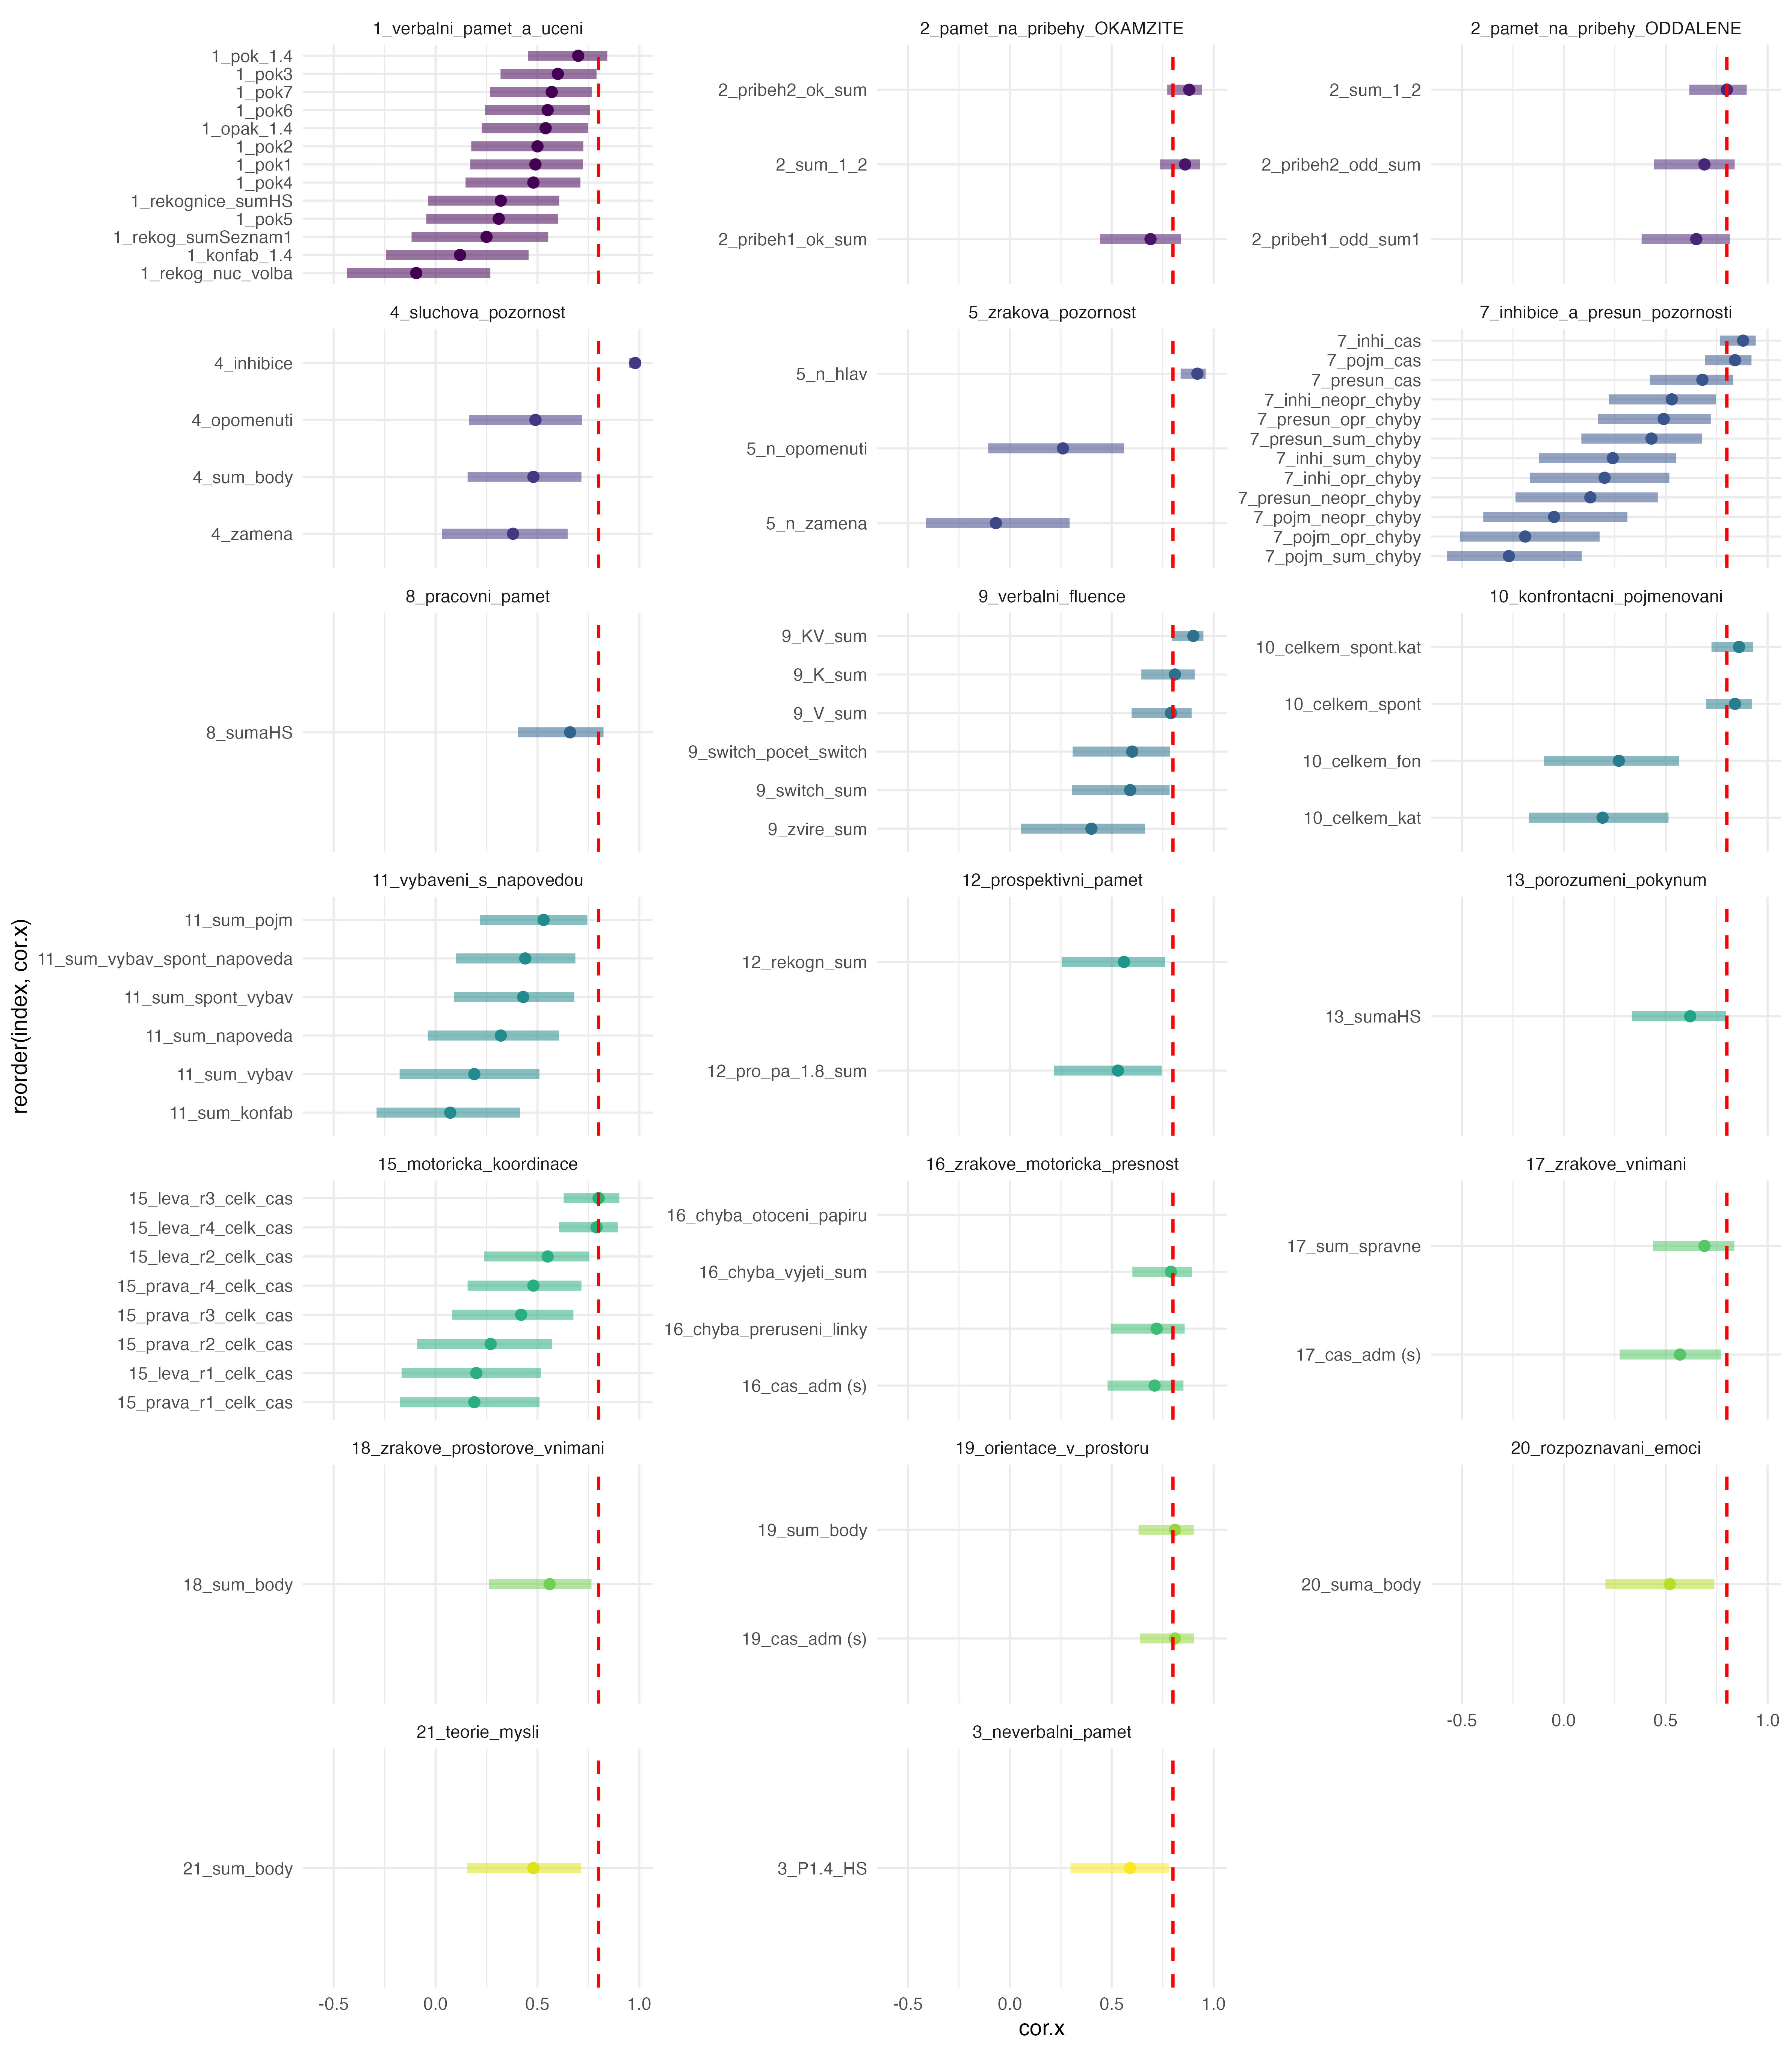 1_verbalni_pamet_a_uceni
1_pok_1.4
1_pok3
1_pok7
1_pok6
1_opak_1.4
1_pok2
1_pok1
1_pok4
1_rekognice_sumHS
1_pok5
1_rekog_sumSeznam1
1_konfab_1.4
1_rekog_nuc_volba
2_pamet_na_pribehy_OKAMZITE
2_pribeh2_ok_sum
2_sum_1_2
2_pribeh1_ok_sum
2_pamet_na_pribehy_ODDALENE
2_sum_1_2
2_pribeh2_odd_sum
2_pribeh1_odd_sum1
4_sluchova_pozornost
4_inhibice
4_opomenuti
4_sum_body
4_zamena
5_zrakova_pozornost
5_n_hlav
5_n_opomenuti
5_n_zamena
7_inhibice_a_presun_pozornosti
7_inhi_cas
7_pojm_cas
7_presun_cas
7_inhi_neopr_chyby
7_presun_opr_chyby
7_presun_sum_chyby
7_inhi_sum_chyby
7_inhi_opr_chyby
7_presun_neopr_chyby
7_pojm_neopr_chyby
7_pojm_opr_chyby
7_pojm_sum_chyby
8_pracovni_pamet
8_sumaHS
9_verbalni_fluence
9_KV_sum
9_K_sum
9_V_sum
9_switch_pocet_switch
9_switch_sum
9_zvire_sum
10_konfrontacni_pojmenovani
10_celkem_spont.kat
10_celkem_spont
10_celkem_fon
10_celkem_kat
11_vybaveni_s_napovedou
11_sum_pojm
11_sum_vybav_spont_napoveda
11_sum_spont_vybav
11_sum_napoveda
11_sum_vybav
11_sum_konfab
12_prospektivni_pamet
12_rekogn_sum
12_pro_pa_1.8_sum
13_porozumeni_pokynum
13_sumaHS
15_motoricka_koordinace
15_leva_r3_celk_cas
15_leva_r4_celk_cas
15_leva_r2_celk_cas
15_prava_r4_celk_cas
15_prava_r3_celk_cas
15_prava_r2_celk_cas
15_leva_r1_celk_cas
15_prava_r1_celk_cas
16_zrakove_motoricka_presnost
16_chyba_otoceni_papiru
16_chyba_vyjeti_sum
16_chyba_preruseni_linky
16_cas_adm (s)
17_zrakove_vnimani
17_sum_spravne
17_cas_adm (s)
18_zrakove_prostorove_vnimani
18_sum_body
19_orientace_v_prostoru
19_sum_body
19_cas_adm (s)
20_rozpoznavani_emoci
20_suma_body
-0.5 0.0 0.5 1.0
21_teorie_mysli
21_sum_body
-0.5 0.0 0.5 1.0
3_neverbalni_pamet
3_P1.4_HS
-0.5 0.0 0.5 1.0
cor.x
reorder(index, cor.x)